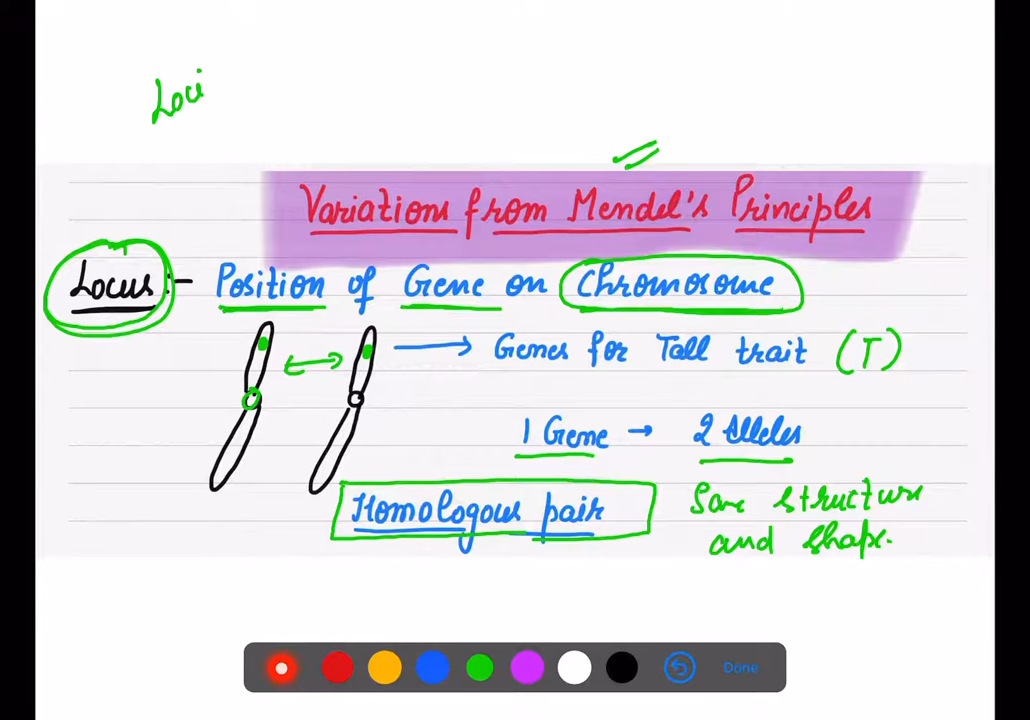 Loci
Variations from Mendel's Principles
Locus :- Position of Gene on Chromosome
Genes for Tall trait (T)
1 Gene → 2 Alleles
Homologous pair
Same structure
and shape.
Done